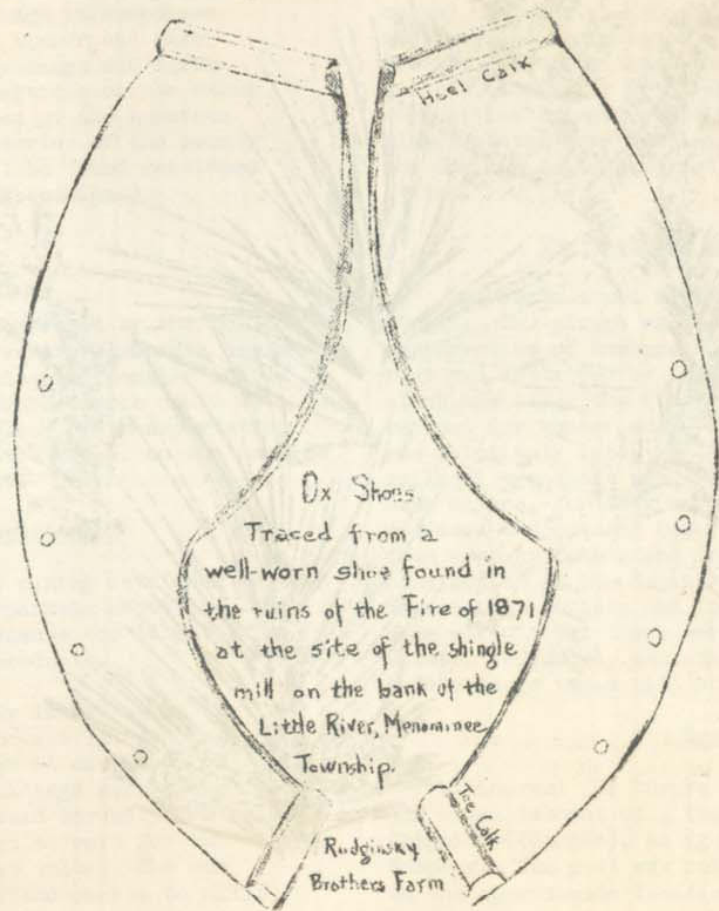 Heel Calk
Ox Shoes
Traced from a
well-worn shoe found in
the ruins of the Fire of 1871
at the site of the shingle
mill on the bank of the
Little River, Menominee
Township.
Toe Calk
Rudginsky
Brothers Farm